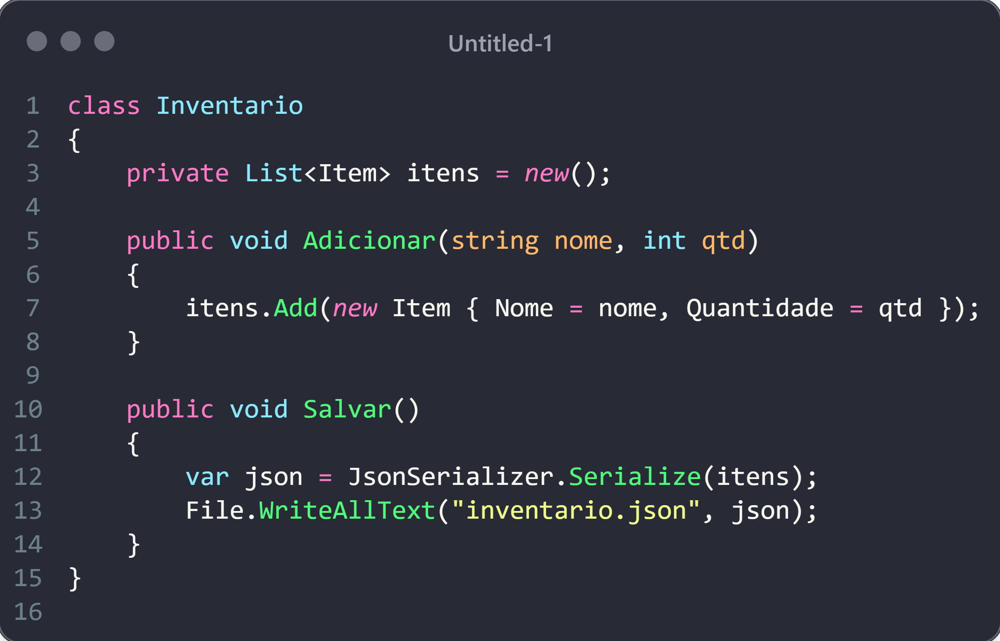 Untitled-1
1 class Inventario
2 {
3     private List<Item> itens = new();
4
5     public void Adicionar(string nome, int qtd)
6     {
7         itens.Add(new Item { Nome = nome, Quantidade = qtd });
8     }
9
10     public void Salvar()
11     {
12         var json = JsonSerializer.Serialize(itens);
13         File.WriteAllText("inventario.json", json);
14     }
15 }
16